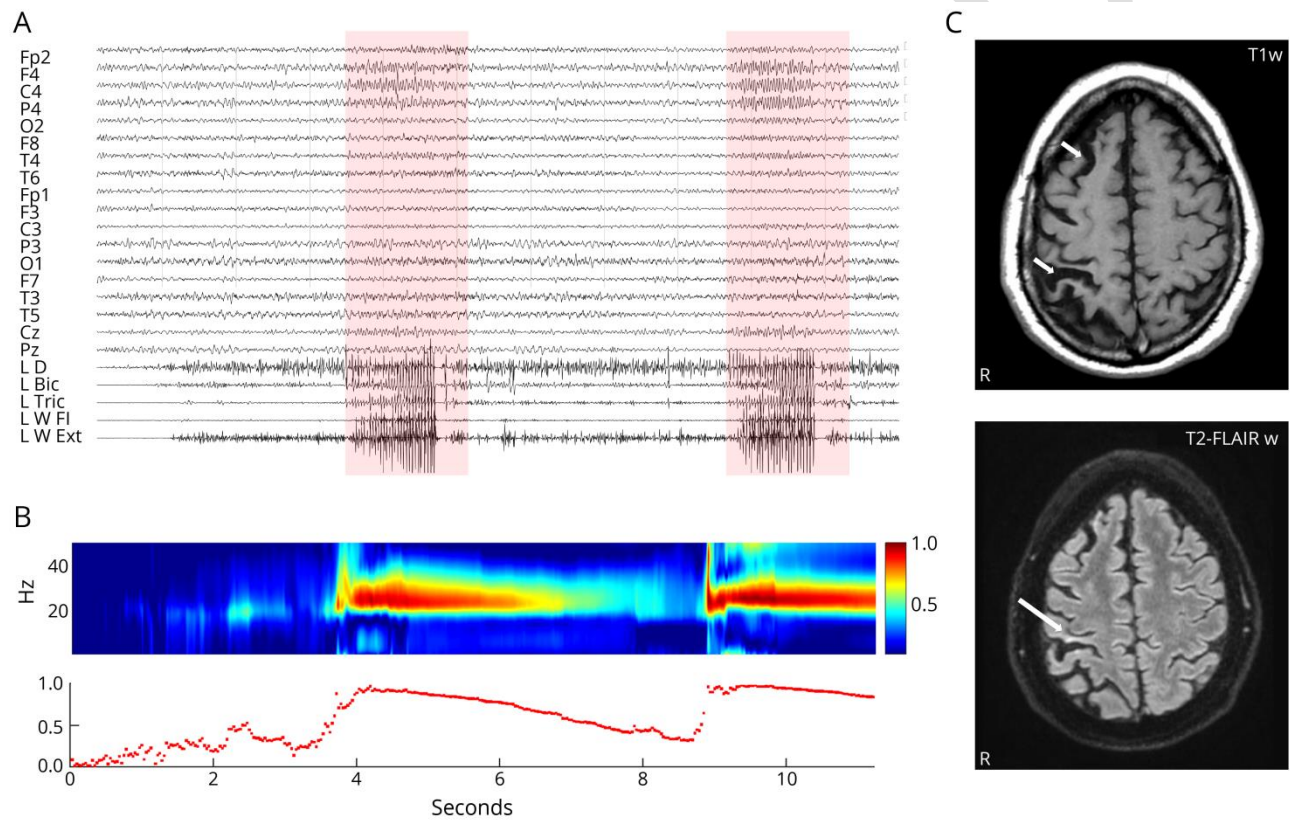 A
Fp2
F4
C4
P4
O2
F8
T4
T6
Fp1
F3
C3
P3
O1
F7
T3
T5
Cz
Pz
L D
L Bic
L Tric
L W Fl
L W Ext
B
Hz
40
20
1.0
0.5
1.0
0.5
0.0
0 2 4 6 8 10
Seconds
C
T1w
R
T2-FLAIR w
R